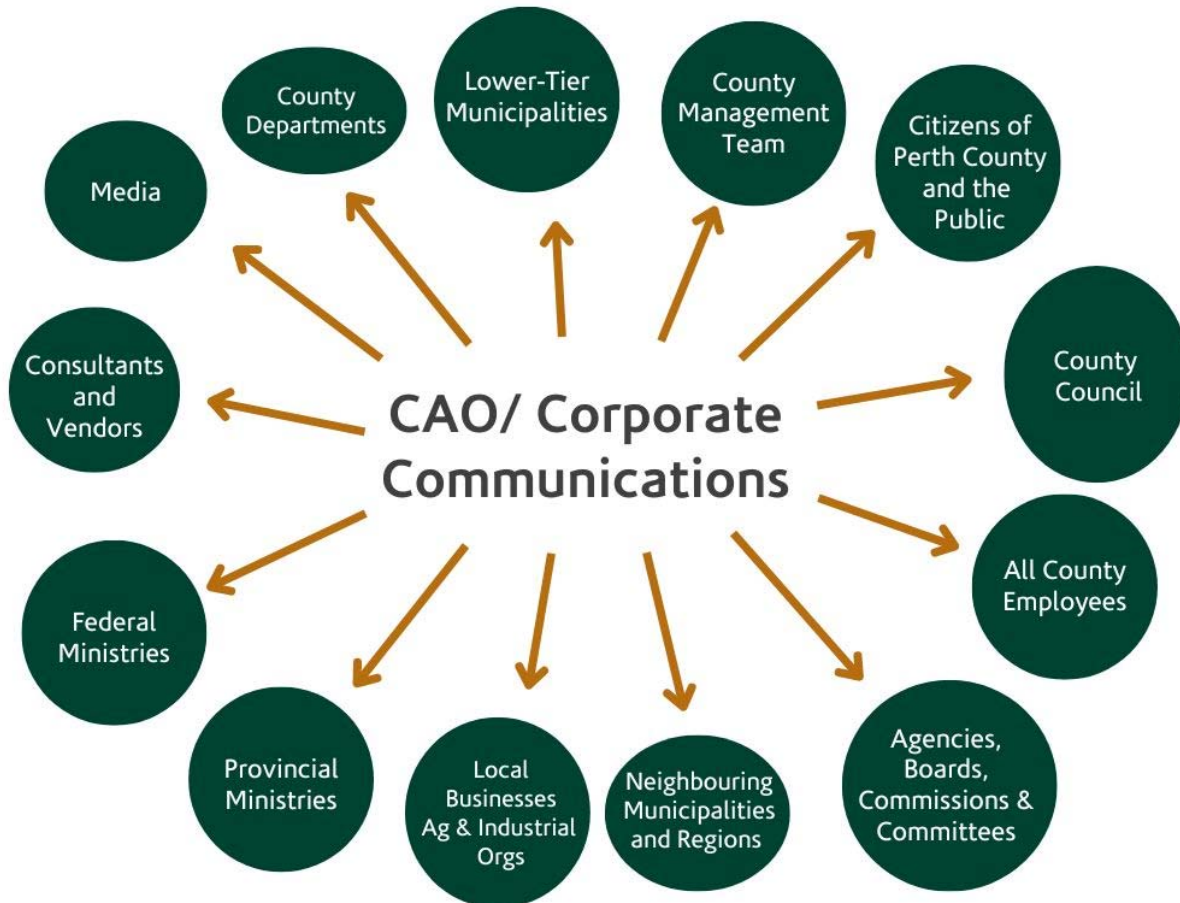 CAO/ Corporate
Communications
Lower-Tier
Municipalities
County
Management
Team
Citizens of
Perth County
and the
Public
County
Council
All County
Employees
Agencies,
Boards,
Commissions &
Committees
Neighbouring
Municipalities
and Regions
Local
Businesses
Ag & Industrial
Orgs
Provincial
Ministries
Federal
Ministries
Consultants
and
Vendors
Media
County
Departments